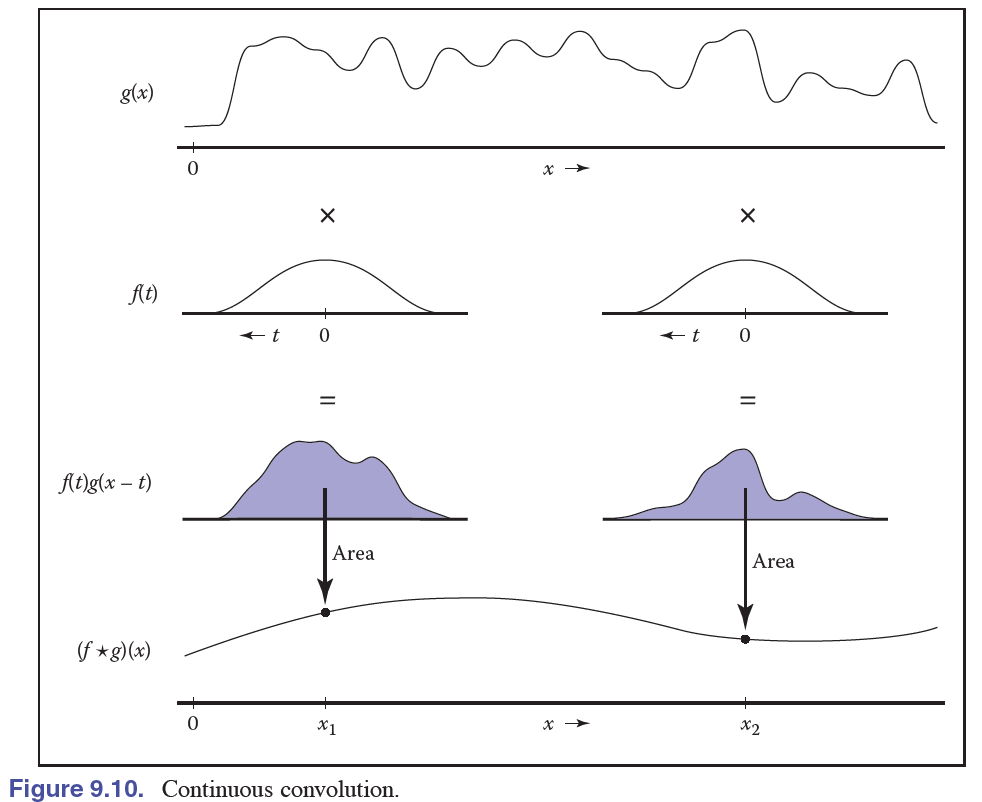 g(x)
0 x →
× ×
f(t)
← t 0 ← t 0
= =
f(t)g(x – t)
Area Area
(f ⋆ g)(x)
0 x₁ x → x₂
Figure 9.10. Continuous convolution.